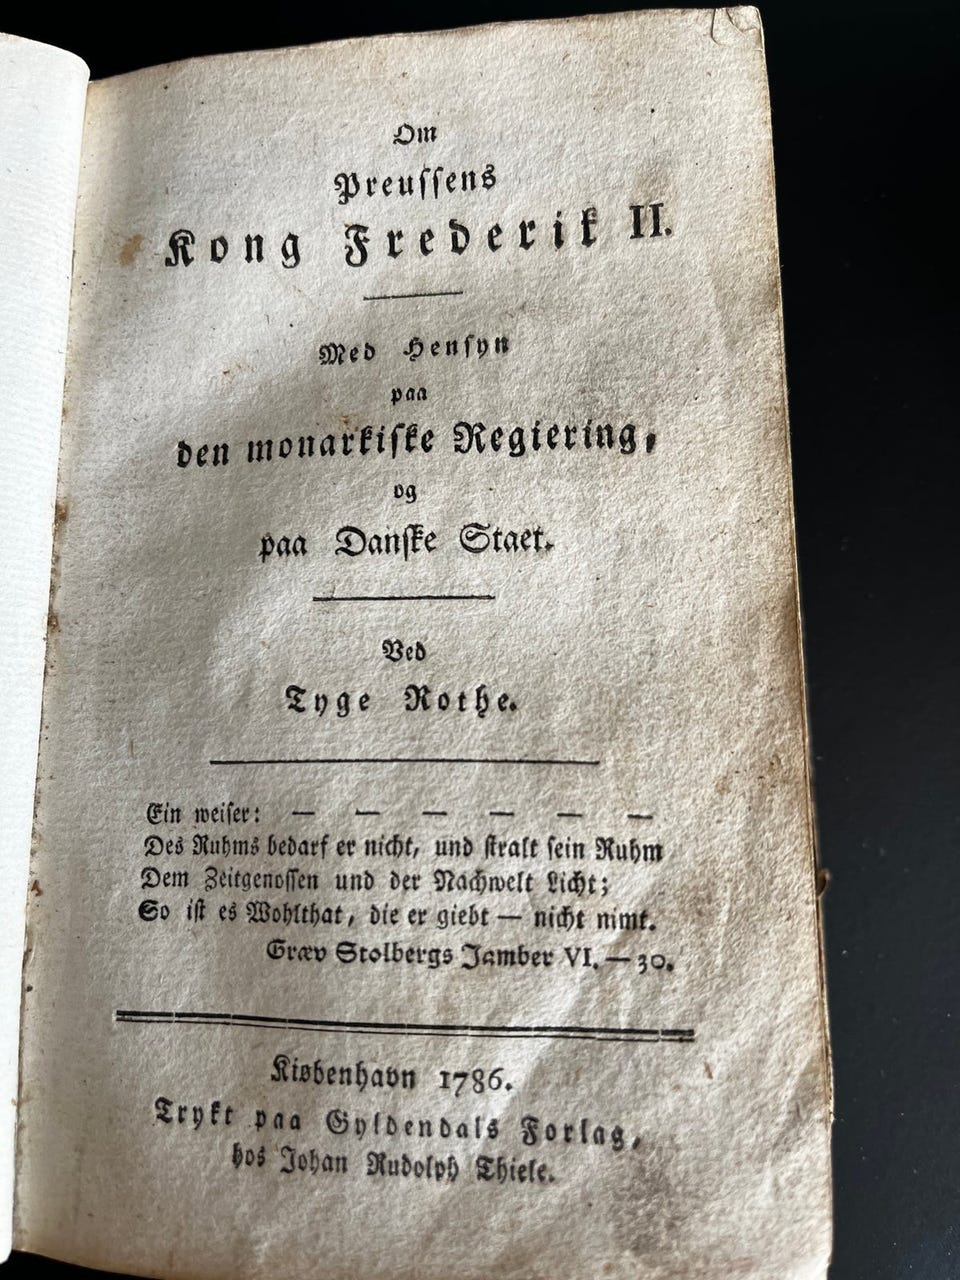 Om
Preussens
Kong Frederik II.
Med Hensyn
paa
den monarkiske Regiering,
og
paa Danske Staet.
Ved
Tyge Rothe.
Ein weiser: — — — — — —
Des Ruhms bedarf er nicht, und stralt sein Ruhm
Dem Zeitgenossen und der Nachwelt Licht;
So ist es Wohlthat, die er giebt — nicht nimt.
Græv Stolbergs Jamber VI. — 30.
Kiøbenhavn 1786.
Trykt paa Gyldendals Forlag,
hos Johan Rudolph Thiele.